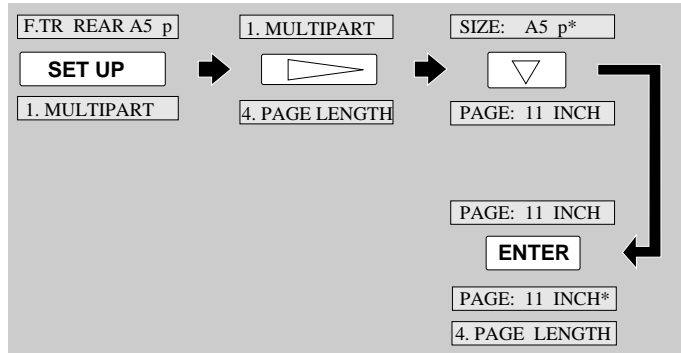 F.TR REAR A5 p
SET UP
1. MULTIPART
1. MULTIPART
4. PAGE LENGTH
SIZE: A5 p*
PAGE: 11 INCH
PAGE: 11 INCH
ENTER
PAGE: 11 INCH*
4. PAGE LENGTH